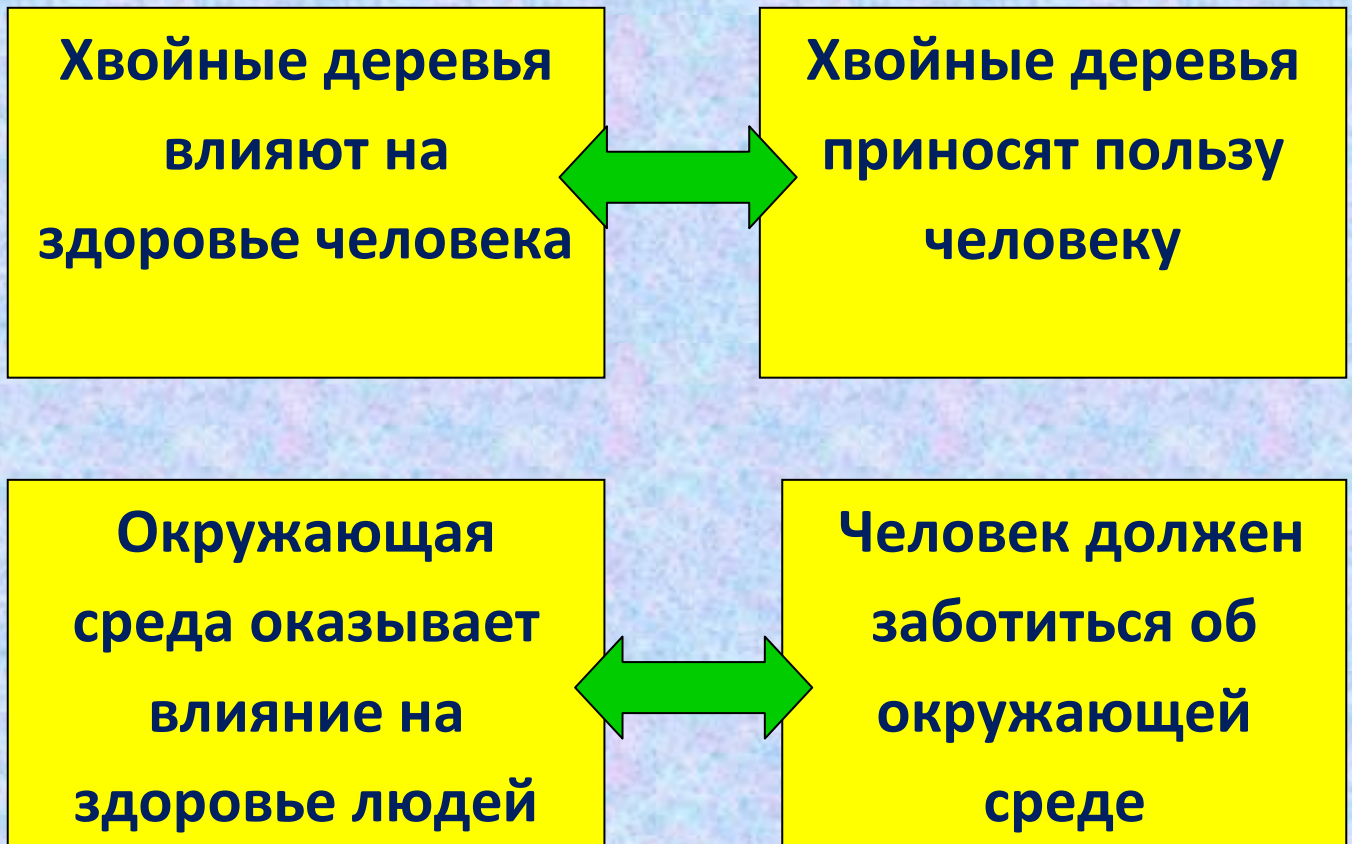 Хвойные деревья
влияют на
здоровье человека
Хвойные деревья
приносят пользу
человеку
Окружающая
среда оказывает
влияние на
здоровье людей
Человек должен
заботиться об
окружающей
среде